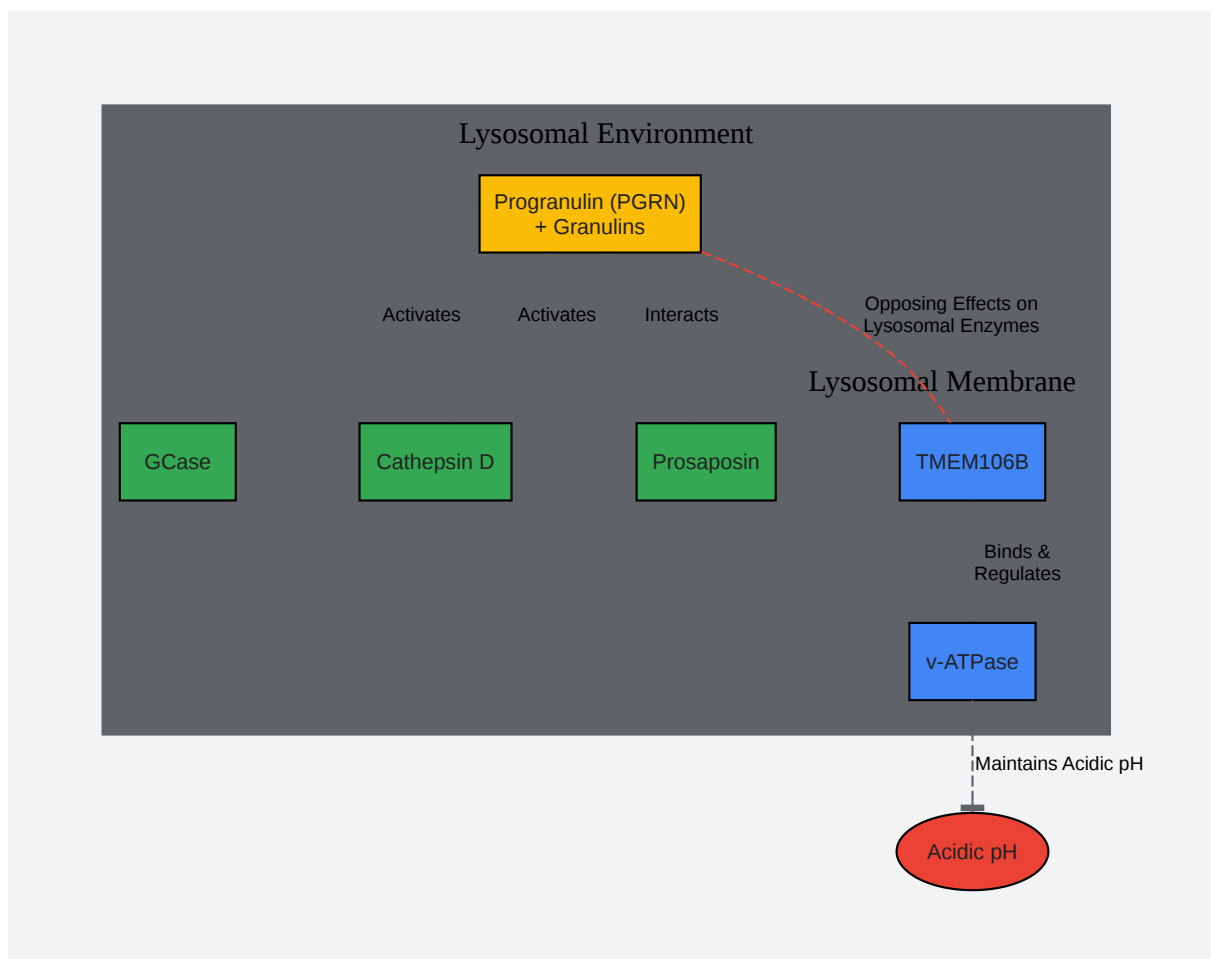 Lysosomal Environment
Progranulin (PGRN)
+ Granulins
Activates
Activates
Interacts
Opposing Effects on
Lysosomal Enzymes
Lysosomal Membrane
GCase
Cathepsin D
Prosaposin
TMEM106B
Binds &
Regulates
v-ATPase
Maintains Acidic pH
Acidic pH